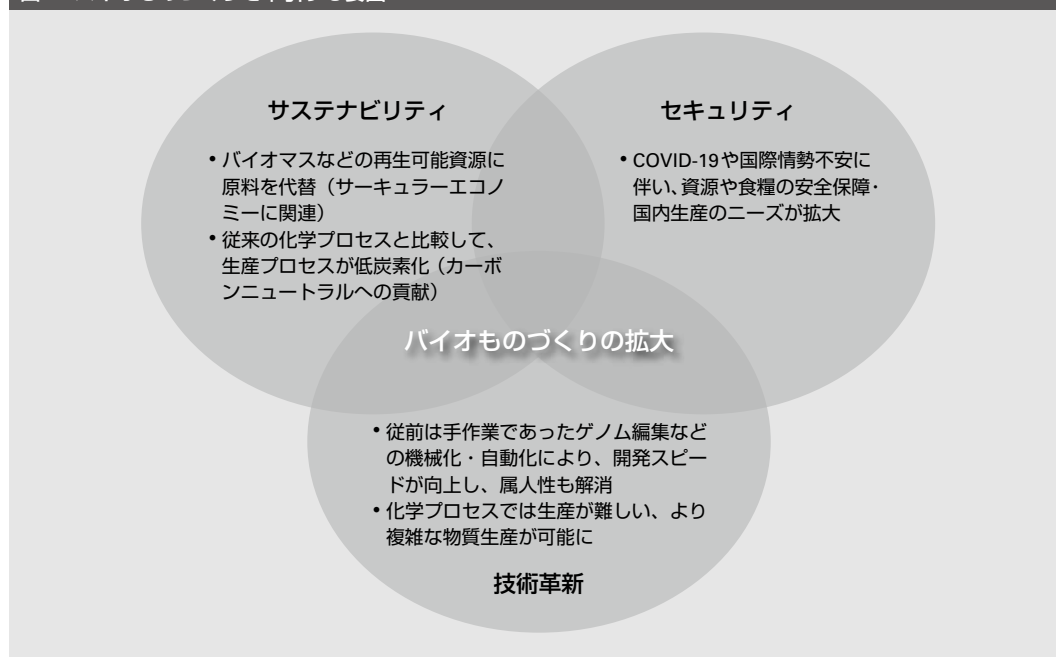 サステナビリティ
• バイオマスなどの再生可能資源に
原料を代替（サーキュラーエコノ
ミーに関連）
• 従来の化学プロセスと比較して、
生産プロセスが低炭素化（カーボ
ンニュートラルへの貢献）
セキュリティ
• COVID-19や国際情勢不安に
伴い、資源や食糧の安全保障・
国内生産のニーズが拡大
バイオものづくりの拡大
• 従前は手作業であったゲノム編集など
の機械化・自動化により、開発スピー
ドが向上し、属人性も解消
• 化学プロセスでは生産が難しい、より
複雑な物質生産が可能に
技術革新